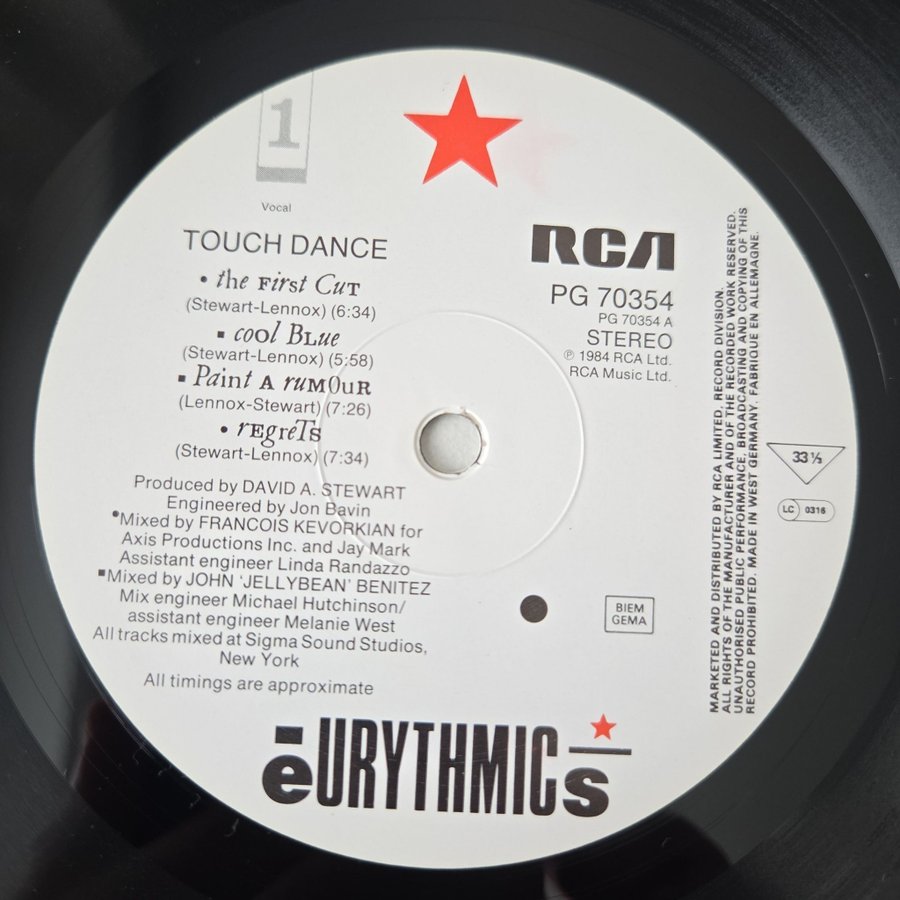 1
Vocal
TOUCH DANCE
• the First Cut
(Stewart-Lennox) (6:34)
▪ cool Blue
(Stewart-Lennox) (5:58)
▪ Paint A rumOuR
(Lennox-Stewart) (7:26)
• rEgréTs
(Stewart-Lennox) (7:34)
Produced by DAVID A. STEWART
Engineered by Jon Bavin
•Mixed by FRANCOIS KEVORKIAN for
Axis Productions Inc. and Jay Mark
Assistant engineer Linda Randazzo
▪Mixed by JOHN 'JELLYBEAN' BENITEZ
Mix engineer Michael Hutchinson/
assistant engineer Melanie West
All tracks mixed at Sigma Sound Studios,
New York
All timings are approximate
RCA
PG 70354
PG 70354 A
STEREO
℗ 1984 RCA Ltd.
RCA Music Ltd.
33⅓
LC 0316
BIEM
GEMA
MARKETED AND DISTRIBUTED BY RCA LIMITED, RECORD DIVISION.
ALL RIGHTS OF THE MANUFACTURER AND OF THE RECORDED WORK RESERVED.
UNAUTHORISED PUBLIC PERFORMANCE, BROADCASTING AND COPYING OF THIS
RECORD PROHIBITED. MADE IN WEST GERMANY. FABRIQUE EN ALLEMAGNE.
eURYTHMICs